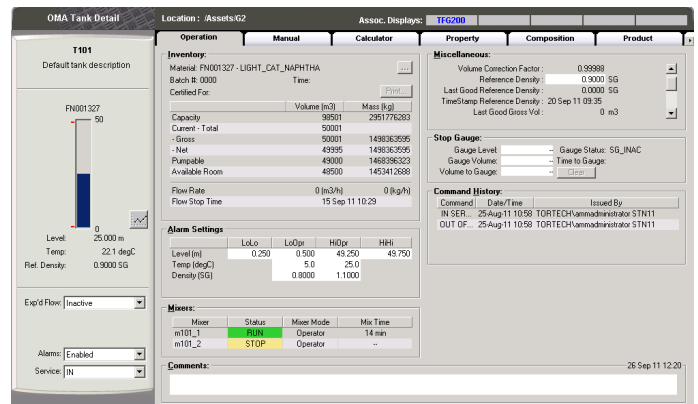 OMA Tank Detail
Location : /Assets/G2
Assoc. Displays: TFG200
Operation Manual Calculator Property Composition Product
T101
Default tank description
FN001327
50
0
Level: 25.000 m
Temp: 22.1 degC
Ref. Density: 0.9000 SG
Exp'd Flow: Inactive
Alarms: Enabled
Service: IN
Inventory:
Material: FN001327 - LIGHT_CAT_NAPHTHA ...
Batch #: 0000 Time:
Certified For: Print...
Volume (m3) Mass (kg)
Capacity 98501 2951776283
Current - Total 50001
- Gross 50001 1498363595
- Net 49995 1498363595
Pumpable 49000 1468396323
Available Room 48500 1453412688
Flow Rate 0 (m3/h) 0 (kg/h)
Flow Stop Time 15 Sep 11 10:29
Alarm Settings
LoLo LoOpr HiOpr HiHi
Level (m) 0.250 0.500 49.250 49.750
Temp (degC) 5.0 25.0
Density (SG) 0.8000 1.1000
Mixers:
Mixer Status Mixer Mode Mix Time
m101_1 RUN Operator 14 min
m101_2 STOP Operator --
Miscellaneous:
Volume Correction Factor : 0.99988
Reference Density : 0.9000 SG
Last Good Reference Density : 0.9000 SG
TimeStamp Reference Density : 20 Sep 11 09:35
Last Good Gross Vol : 0 m3
Stop Gauge:
Gauge Level: -- Gauge Status: SG_INAC
Gauge Volume: -- Time to Gauge:
Volume to Gauge: -- Clear
Command History:
Command Date/Time Issued By
IN SER... 25-Aug-11 10:58 TORTECH\ammadministrator STN11
OUT OF... 25-Aug-11 10:58 TORTECH\ammadministrator STN11
Comments: 26 Sep 11 12:20